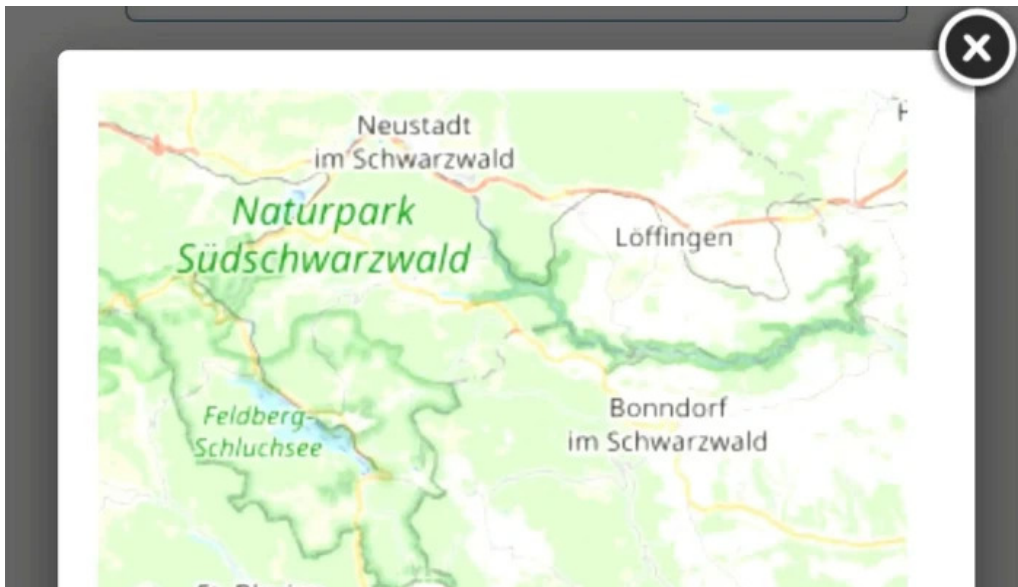 Neustadt
im Schwarzwald
Naturpark
Südschwarzwald
Löffingen
Feldberg-
Schluchsee
Bonndorf
im Schwarzwald